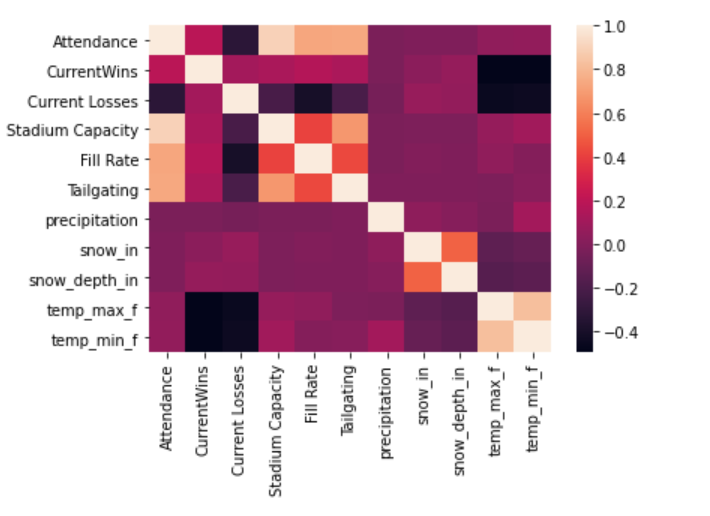 Attendance
CurrentWins
Current Losses
Stadium Capacity
Fill Rate
Tailgating
precipitation
snow_in
snow_depth_in
temp_max_f
temp_min_f
Attendance
CurrentWins
Current Losses
Stadium Capacity
Fill Rate
Tailgating
precipitation
snow_in
snow_depth_in
temp_max_f
temp_min_f
1.0
0.8
0.6
0.4
0.2
0.0
−0.2
−0.4